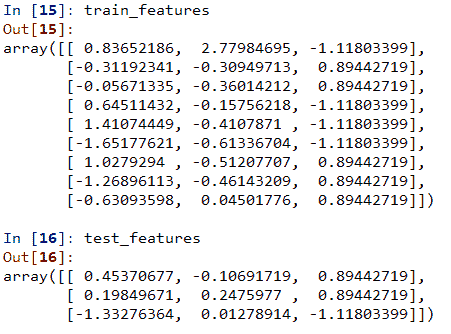 In [15]: train_features
Out[15]:
array([[ 0.83652186,  2.77984695, -1.11803399],
       [-0.31192341, -0.30949713,  0.89442719],
       [-0.05671335, -0.36014212,  0.89442719],
       [ 0.64511432, -0.15756218, -1.11803399],
       [ 1.41074449, -0.4107871 , -1.11803399],
       [-1.65177621, -0.61336704, -1.11803399],
       [ 1.0279294 , -0.51207707,  0.89442719],
       [-1.26896113, -0.46143209,  0.89442719],
       [-0.63093598,  0.04501776,  0.89442719]])
In [16]: test_features
Out[16]:
array([[ 0.45370677, -0.10691719,  0.89442719],
       [ 0.19849671,  0.2475977 ,  0.89442719],
       [-1.33276364,  0.01278914, -1.11803399]])